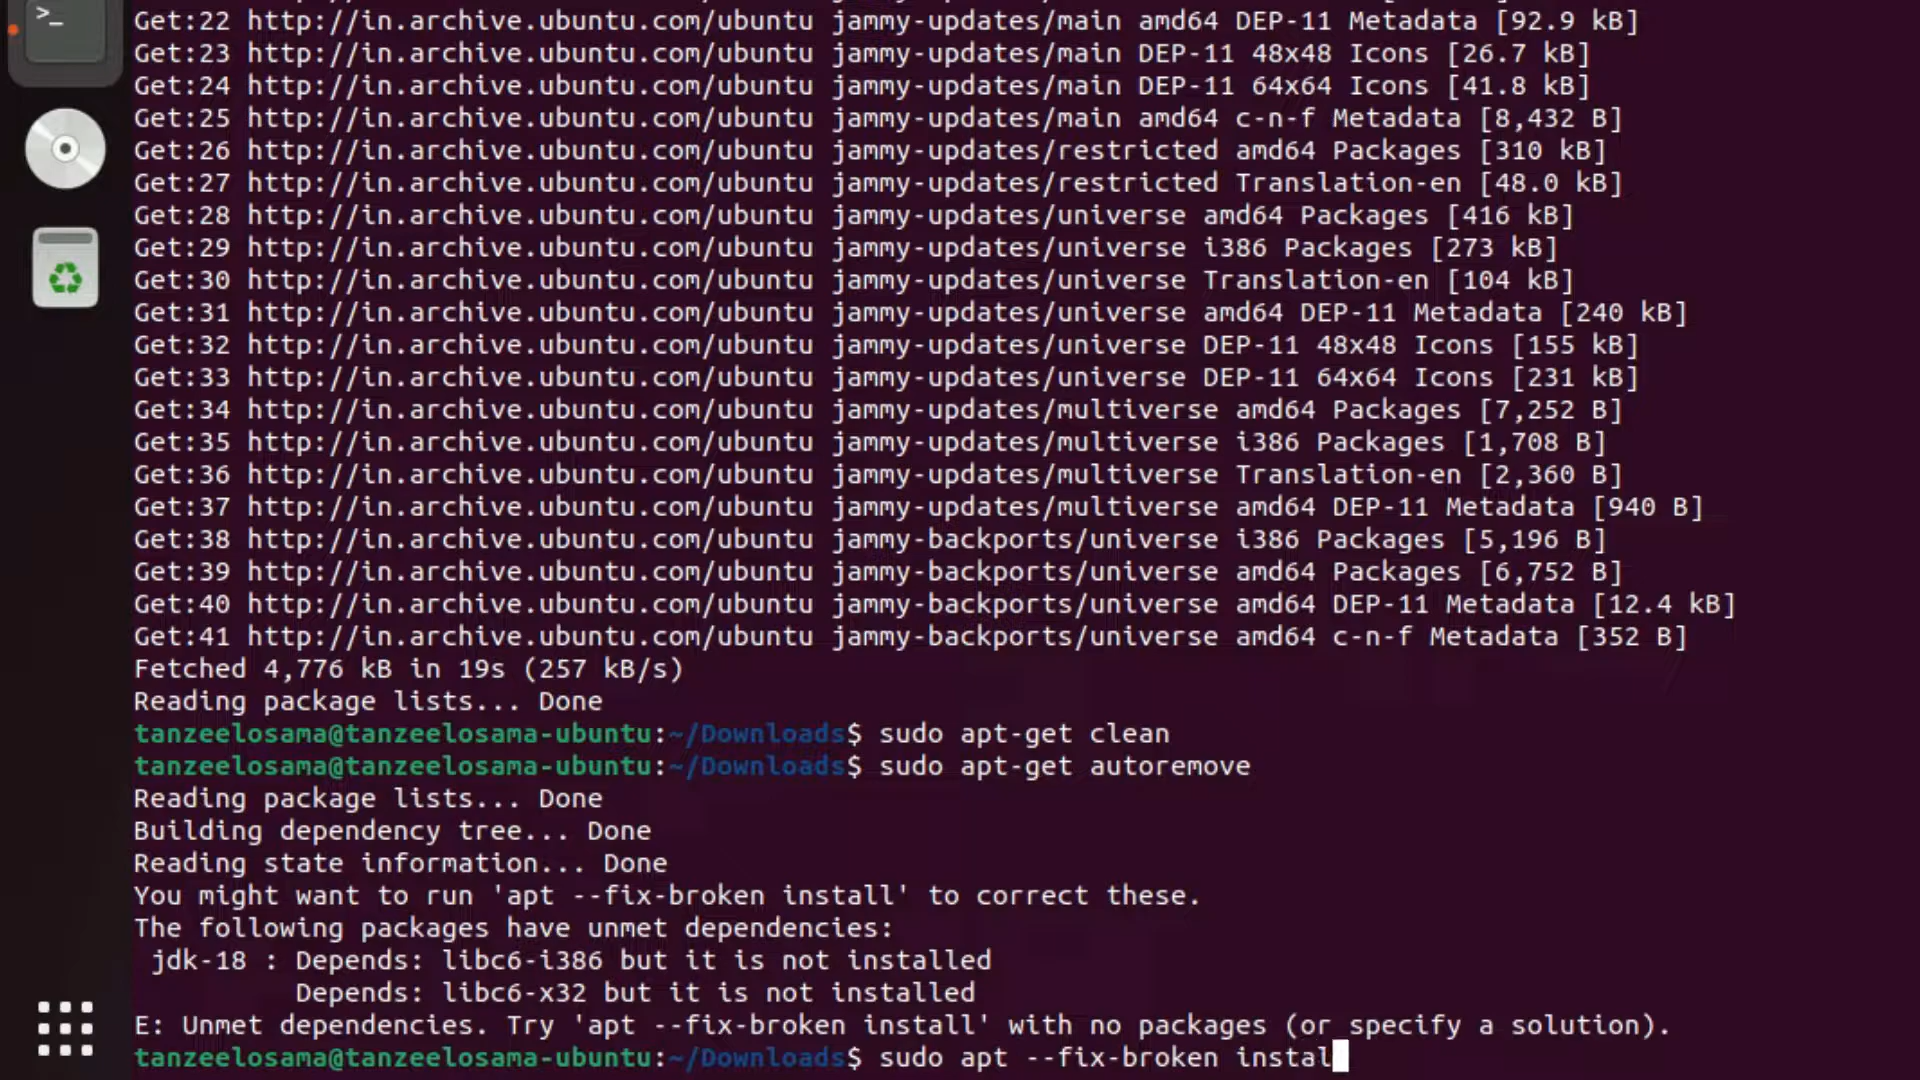 >_
Get:22 http://in.archive.ubuntu.com/ubuntu jammy-updates/main amd64 DEP-11 Metadata [92.9 kB]
Get:23 http://in.archive.ubuntu.com/ubuntu jammy-updates/main DEP-11 48x48 Icons [26.7 kB]
Get:24 http://in.archive.ubuntu.com/ubuntu jammy-updates/main DEP-11 64x64 Icons [41.8 kB]
Get:25 http://in.archive.ubuntu.com/ubuntu jammy-updates/main amd64 c-n-f Metadata [8,432 B]
Get:26 http://in.archive.ubuntu.com/ubuntu jammy-updates/restricted amd64 Packages [310 kB]
Get:27 http://in.archive.ubuntu.com/ubuntu jammy-updates/restricted Translation-en [48.0 kB]
Get:28 http://in.archive.ubuntu.com/ubuntu jammy-updates/universe amd64 Packages [416 kB]
Get:29 http://in.archive.ubuntu.com/ubuntu jammy-updates/universe i386 Packages [273 kB]
Get:30 http://in.archive.ubuntu.com/ubuntu jammy-updates/universe Translation-en [104 kB]
Get:31 http://in.archive.ubuntu.com/ubuntu jammy-updates/universe amd64 DEP-11 Metadata [240 kB]
Get:32 http://in.archive.ubuntu.com/ubuntu jammy-updates/universe DEP-11 48x48 Icons [155 kB]
Get:33 http://in.archive.ubuntu.com/ubuntu jammy-updates/universe DEP-11 64x64 Icons [231 kB]
Get:34 http://in.archive.ubuntu.com/ubuntu jammy-updates/multiverse amd64 Packages [7,252 B]
Get:35 http://in.archive.ubuntu.com/ubuntu jammy-updates/multiverse i386 Packages [1,708 B]
Get:36 http://in.archive.ubuntu.com/ubuntu jammy-updates/multiverse Translation-en [2,360 B]
Get:37 http://in.archive.ubuntu.com/ubuntu jammy-updates/multiverse amd64 DEP-11 Metadata [940 B]
Get:38 http://in.archive.ubuntu.com/ubuntu jammy-backports/universe i386 Packages [5,196 B]
Get:39 http://in.archive.ubuntu.com/ubuntu jammy-backports/universe amd64 Packages [6,752 B]
Get:40 http://in.archive.ubuntu.com/ubuntu jammy-backports/universe amd64 DEP-11 Metadata [12.4 kB]
Get:41 http://in.archive.ubuntu.com/ubuntu jammy-backports/universe amd64 c-n-f Metadata [352 B]
Fetched 4,776 kB in 19s (257 kB/s)
Reading package lists... Done
tanzeelosama@tanzeelosama-ubuntu:~/Downloads$ sudo apt-get clean
tanzeelosama@tanzeelosama-ubuntu:~/Downloads$ sudo apt-get autoremove
Reading package lists... Done
Building dependency tree... Done
Reading state information... Done
You might want to run 'apt --fix-broken install' to correct these.
The following packages have unmet dependencies:
jdk-18 : Depends: libc6-i386 but it is not installed
Depends: libc6-x32 but it is not installed
E: Unmet dependencies. Try 'apt --fix-broken install' with no packages (or specify a solution).
tanzeelosama@tanzeelosama-ubuntu:~/Downloads$ sudo apt --fix-broken instal